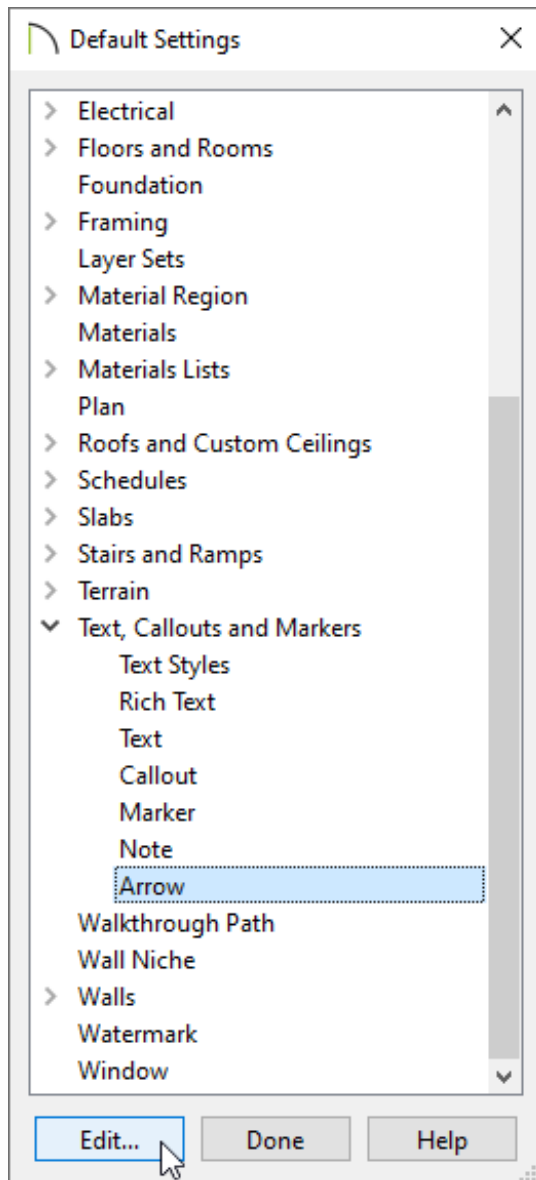 Default Settings
Electrical
Floors and Rooms
Foundation
Framing
Layer Sets
Material Region
Materials
Materials Lists
Plan
Roofs and Custom Ceilings
Schedules
Slabs
Stairs and Ramps
Terrain
Text, Callouts and Markers
Text Styles
Rich Text
Text
Callout
Marker
Note
Arrow
Walkthrough Path
Wall Niche
Walls
Watermark
Window
Edit... Done Help